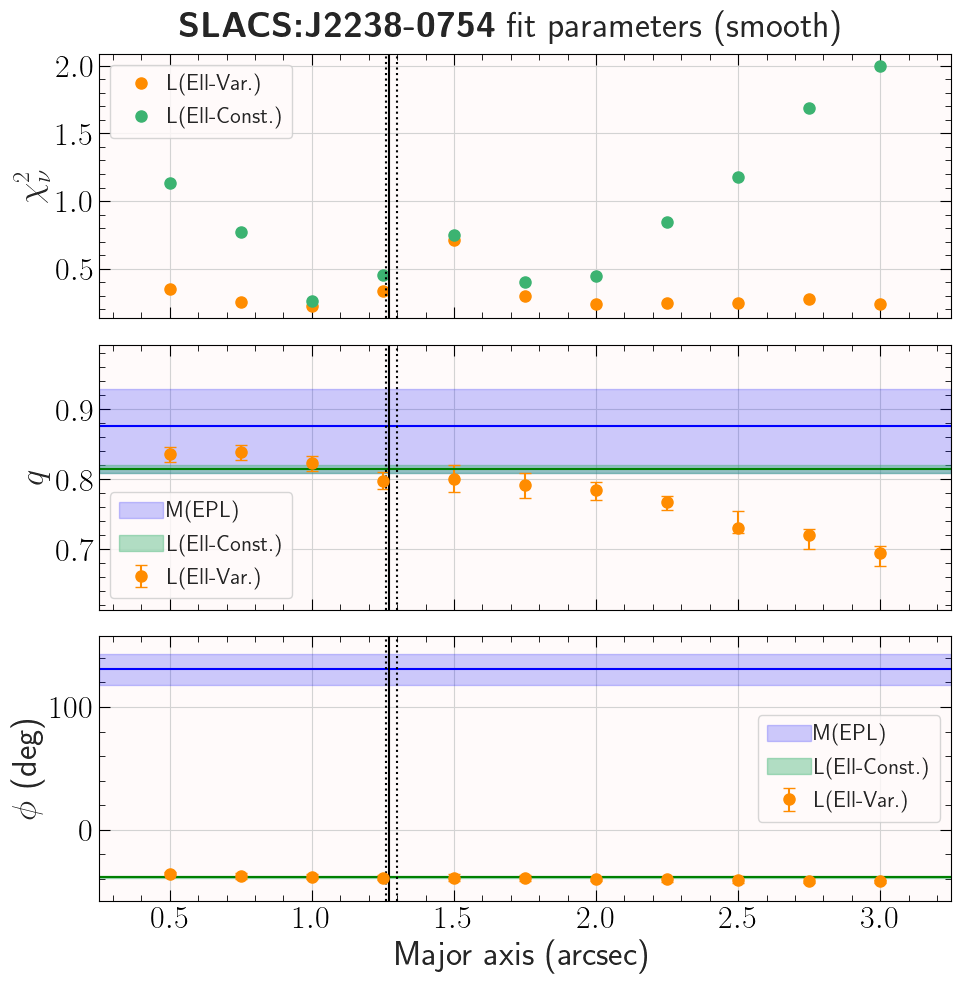 SLACS:J2238-0754 fit parameters (smooth)
L(Ell-Var.)
L(Ell-Const.)
2.0
1.5
1.0
0.5
χ²ᵥ
0.9
0.8
0.7
q
M(EPL)
L(Ell-Const.)
L(Ell-Var.)
100
0
ϕ (deg)
M(EPL)
L(Ell-Const.)
L(Ell-Var.)
0.5 1.0 1.5 2.0 2.5 3.0
Major axis (arcsec)